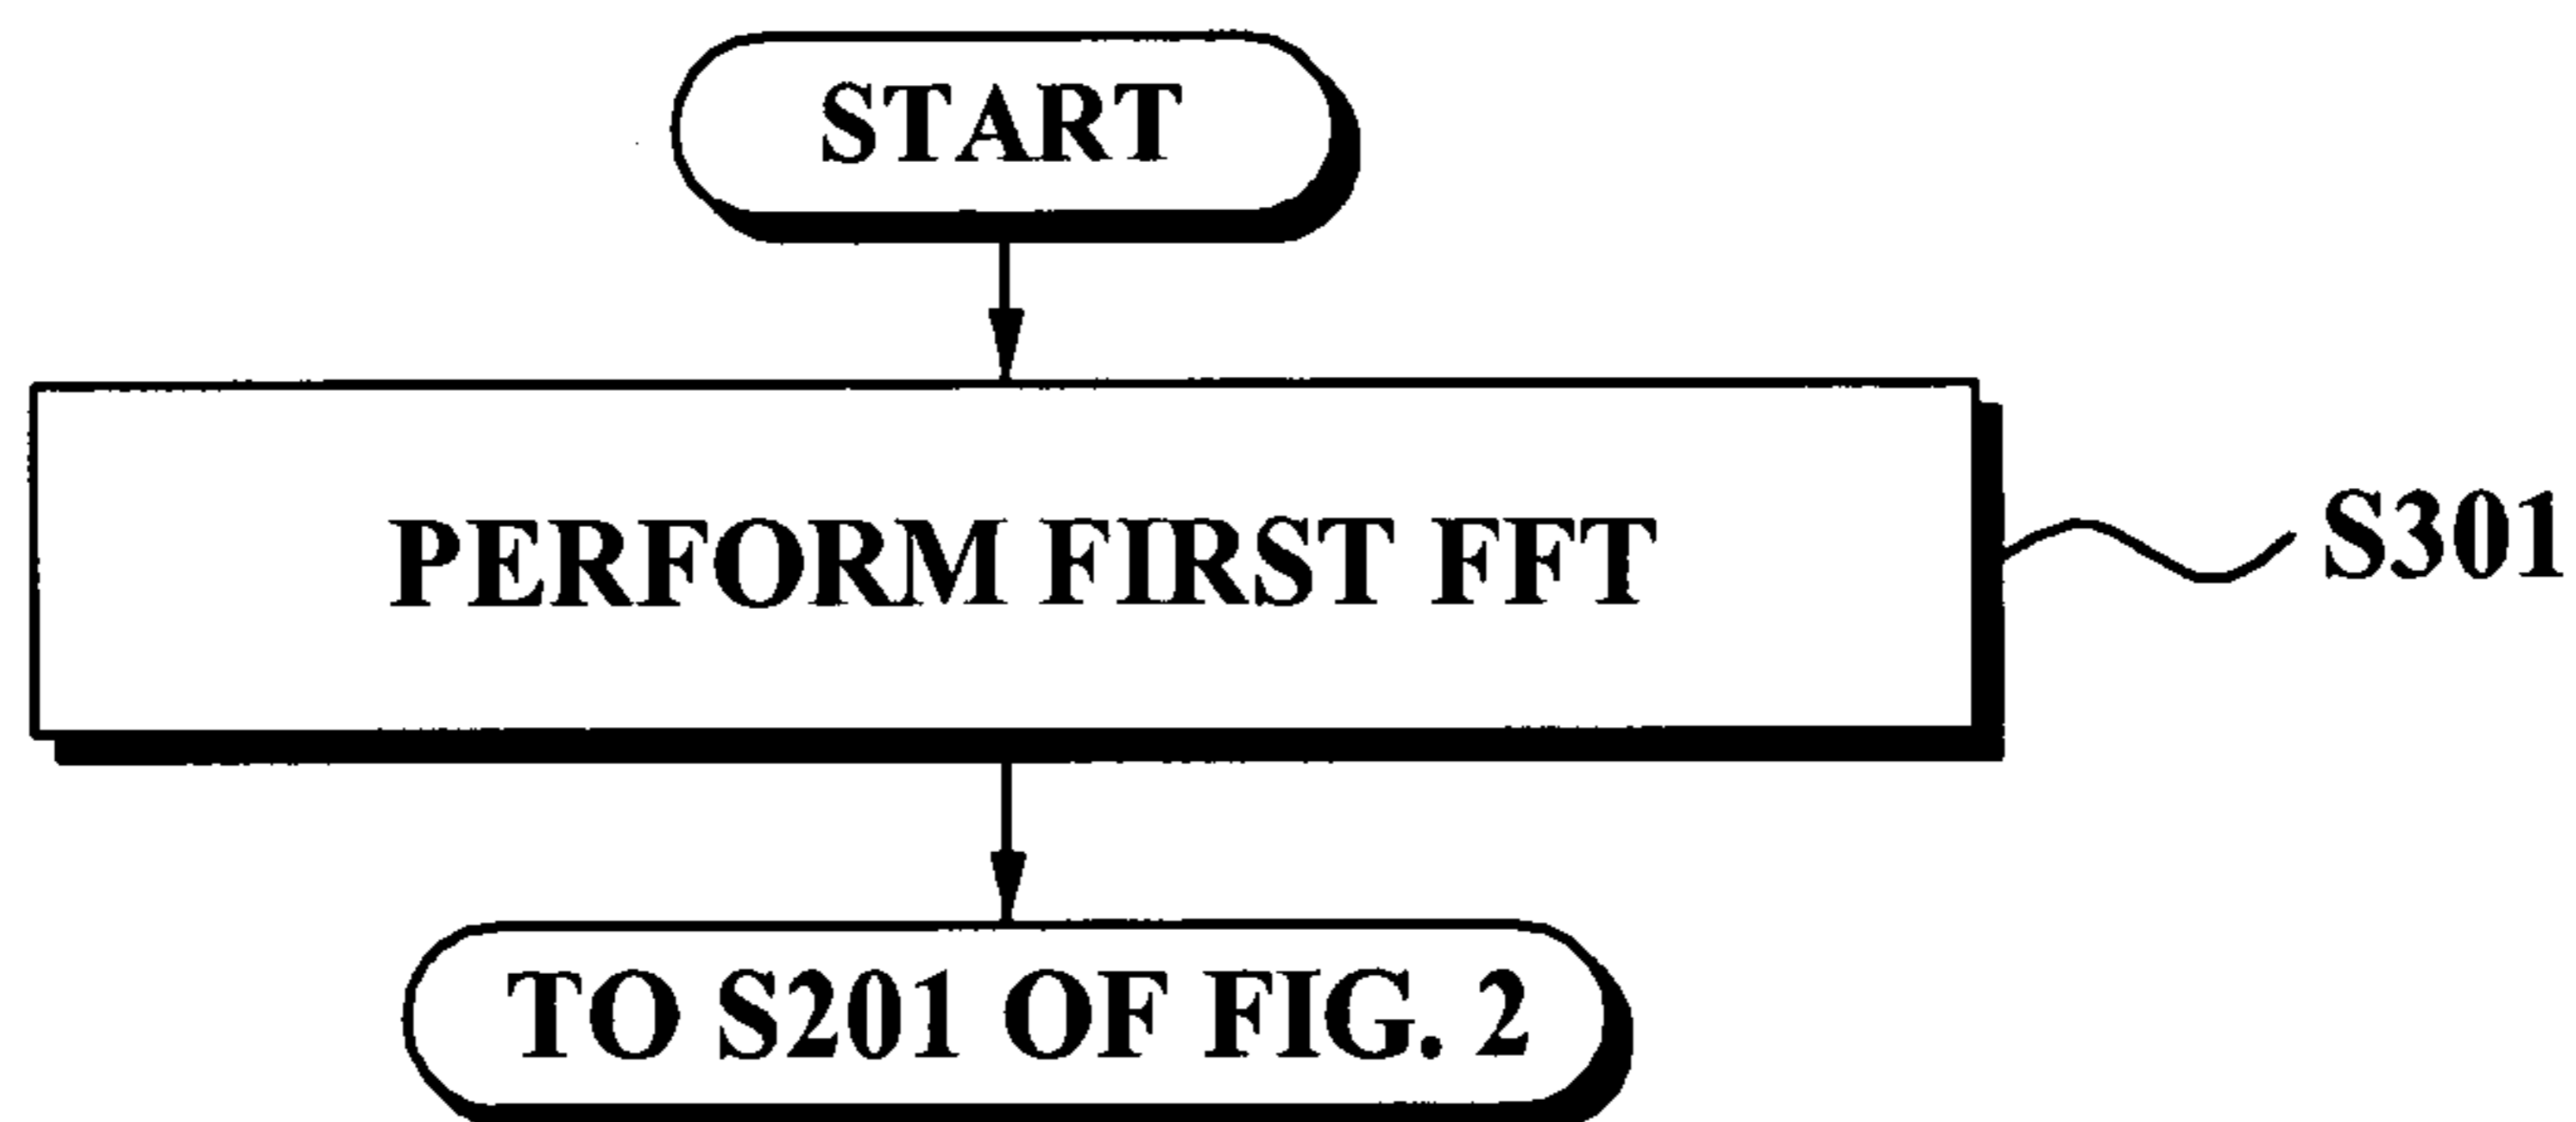 START
PERFORM FIRST FFT
S301
TO S201 OF FIG. 2